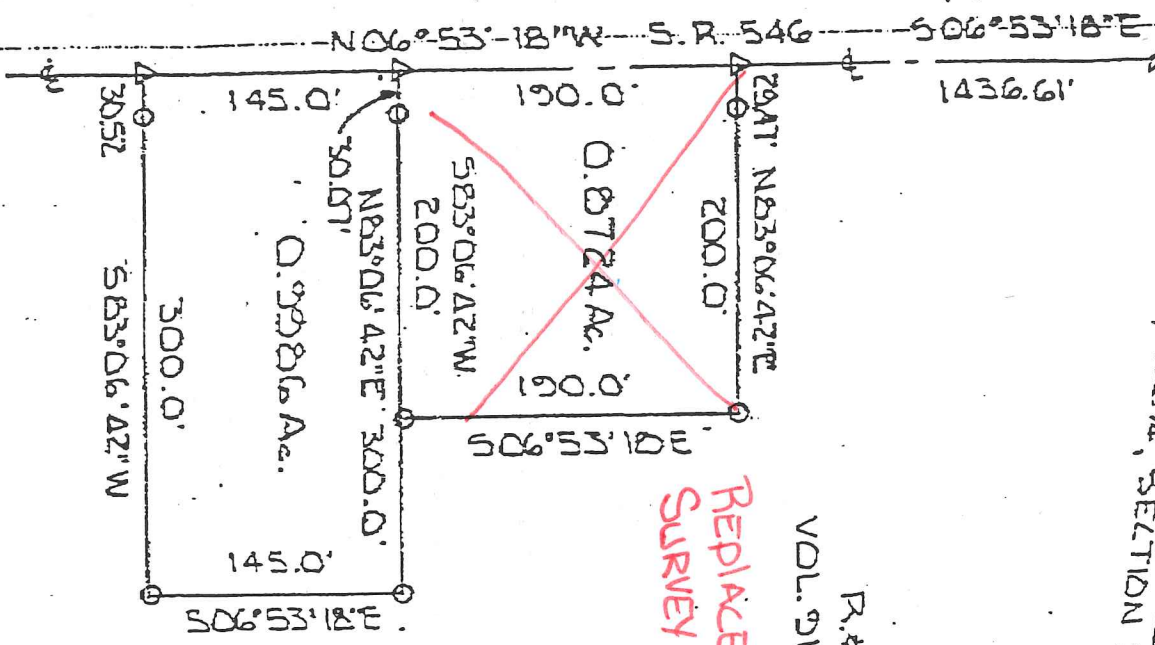 N06°-53'-18"W S.R. 546 S06°-53'18"E
145.0'
190.0'
1436.61'
30.52
30.07'
29.47'
N83°06'42"E
200.0'
0.8724 Ac.
S83°06'42"W
200.0'
190.0'
S06°53'18E
N83°06'42"E 300.0'
0.9986 Ac.
300.0'
S83°06'42"W
145.0'
S06°53'18"E
REPLACE
SURVEY
VOL.
SECTION